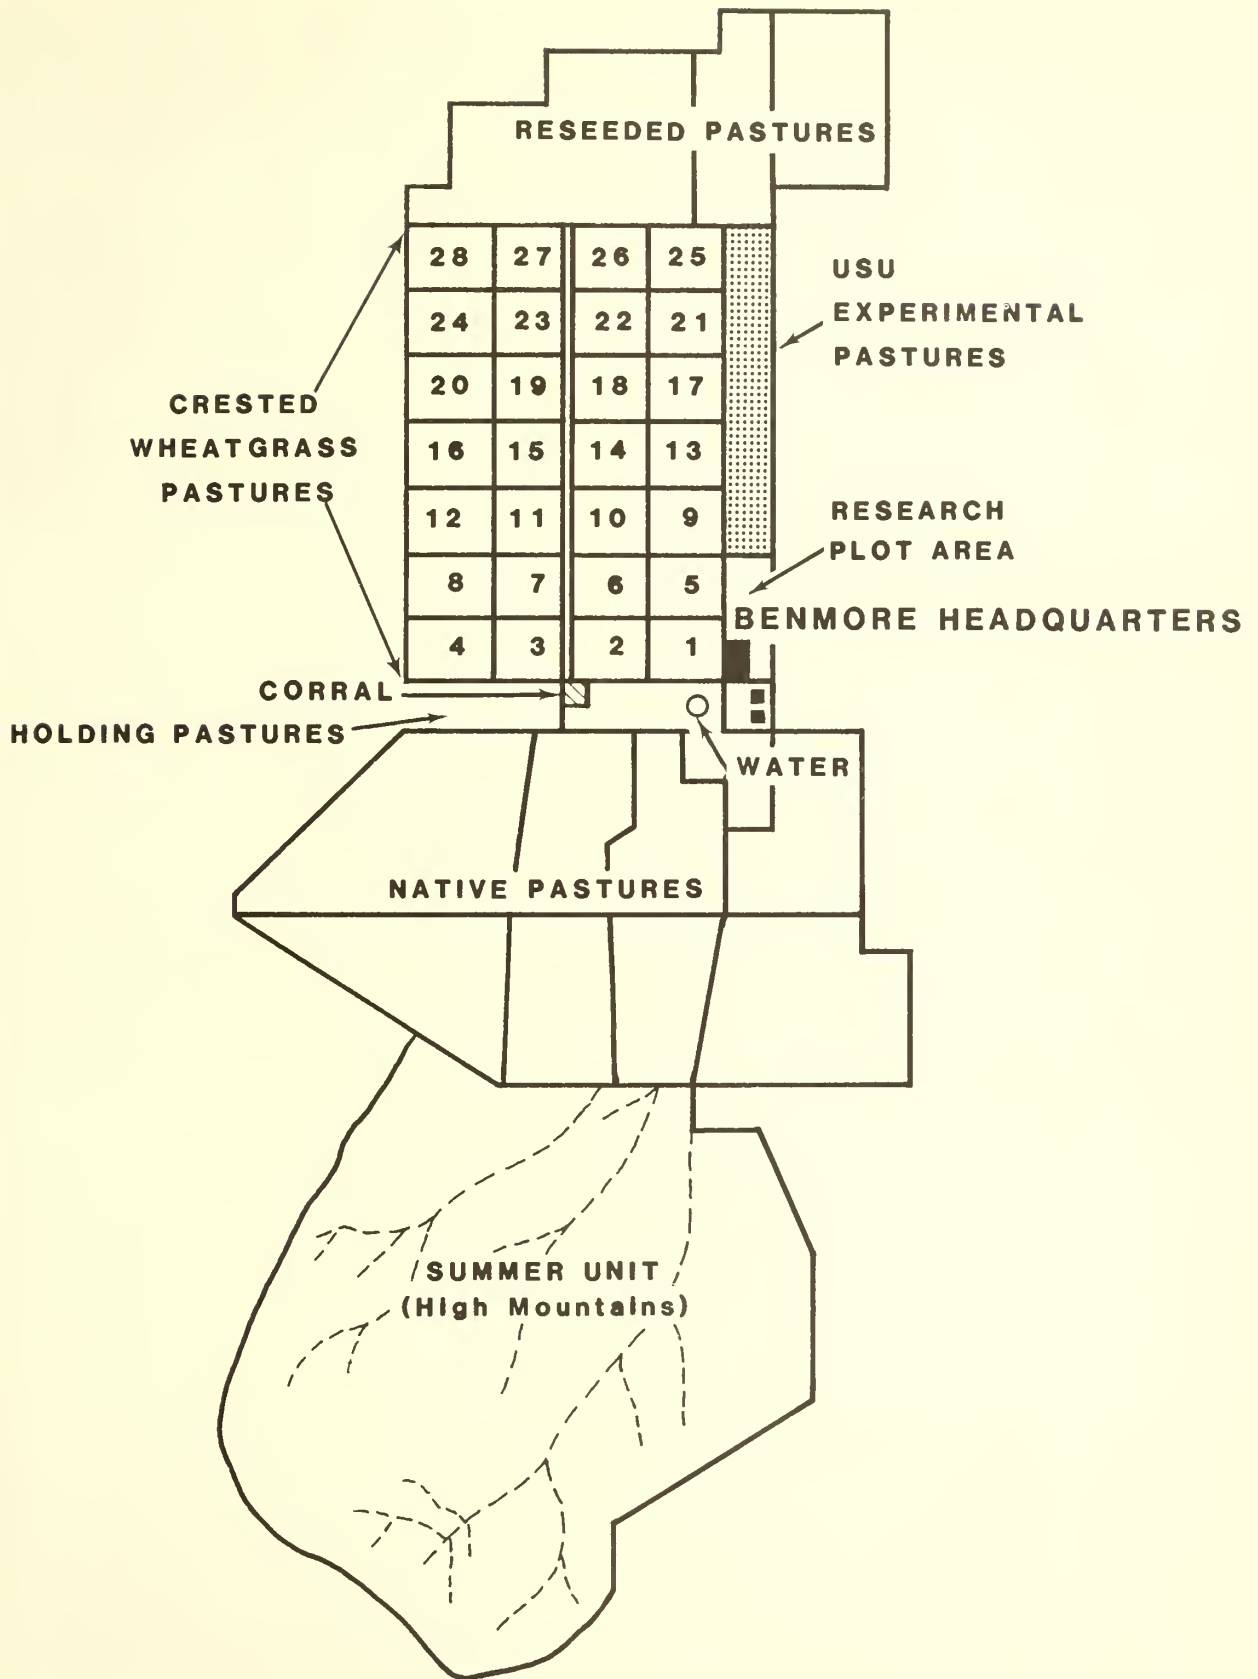 RESEEDED PASTURES
28 27 26 25
USU
EXPERIMENTAL
PASTURES
24 23 22 21
20 19 18 17
CRESTED
WHEATGRASS
PASTURES
16 15 14 13
12 11 10 9
RESEARCH
PLOT AREA
8 7 6 5
BENMORE HEADQUARTERS
4 3 2 1
CORRAL
HOLDING PASTURES
WATER
NATIVE PASTURES
SUMMER UNIT
(High Mountains)